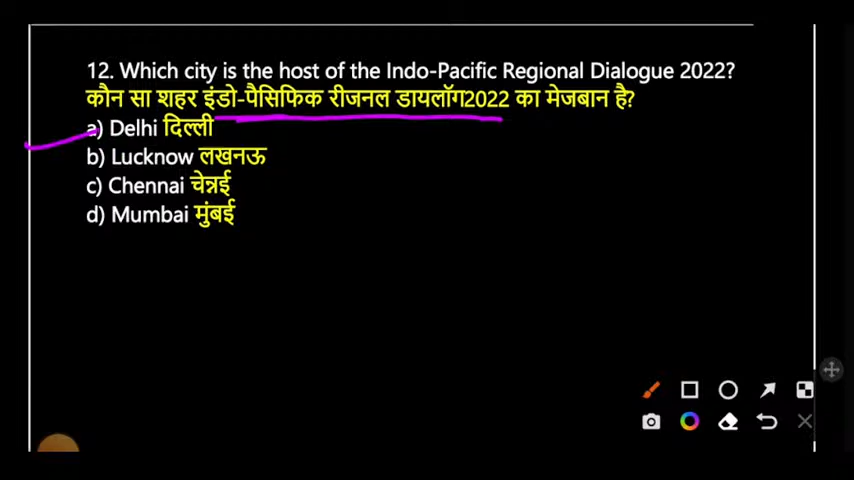 12. Which city is the host of the Indo-Pacific Regional Dialogue 2022?
कौन सा शहर इंडो-पैसिफिक रीजनल डायलॉग2022 का मेजबान है?
a) Delhi दिल्ली
b) Lucknow लखनऊ
c) Chennai चेन्नई
d) Mumbai मुंबई